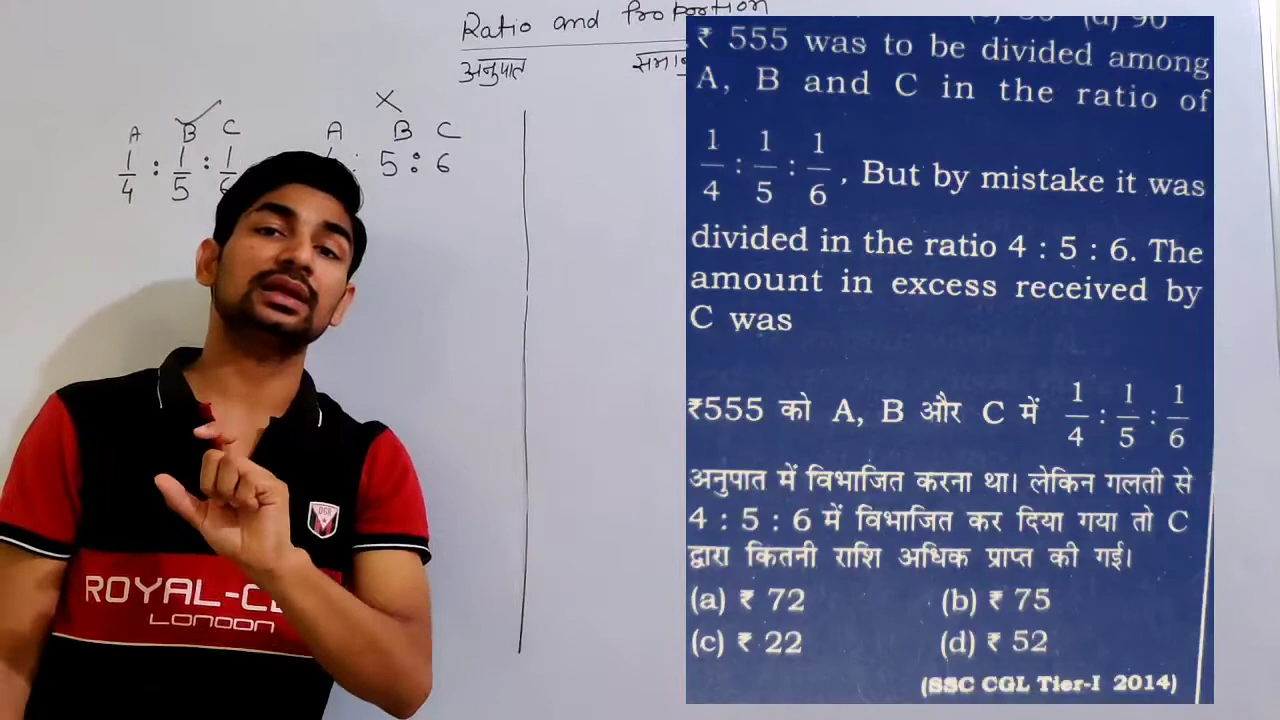 Ratio and Proportion
अनुपात
A B C
1/4 : 1/5 : 1/6
A B C
: 5 : 6
(d) 90
₹ 555 was to be divided among
A, B and C in the ratio of
1/4 : 1/5 : 1/6, But by mistake it was
divided in the ratio 4 : 5 : 6. The
amount in excess received by
C was
₹555 को A, B और C में 1/4 : 1/5 : 1/6
अनुपात में विभाजित करना था। लेकिन गलती से
4 : 5 : 6 में विभाजित कर दिया गया तो C
द्वारा कितनी राशि अधिक प्राप्त की गई।
(a) ₹ 72 (b) ₹ 75
(c) ₹ 22 (d) ₹ 52
(SSC CGL Tier-I 2014)
ROYAL-C
LONDON